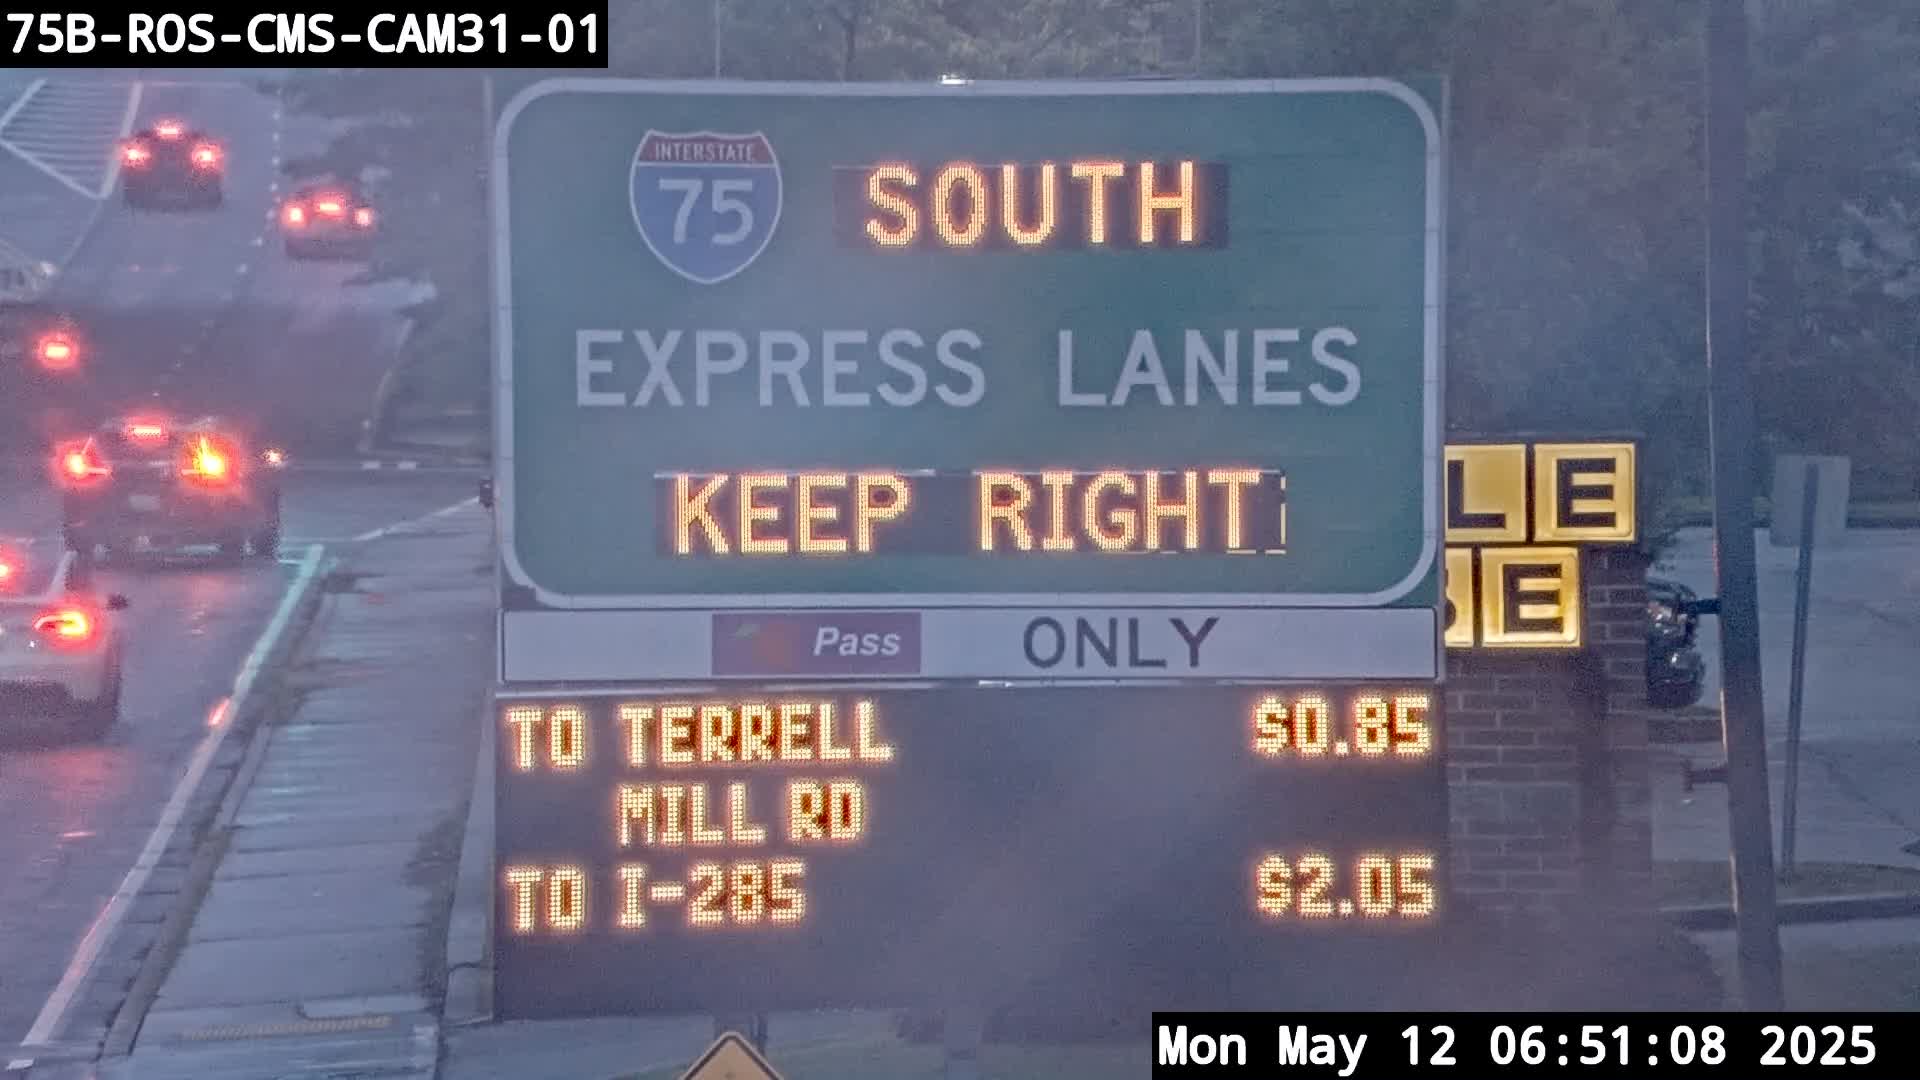 75B-ROS-CMS-CAM31-01
INTERSTATE
75
SOUTH
EXPRESS LANES
KEEP RIGHT
Pass ONLY
TO TERRELL $0.85
MILL RD
TO I-285 $2.05
LE
E
Mon May 12 06:51:08 2025